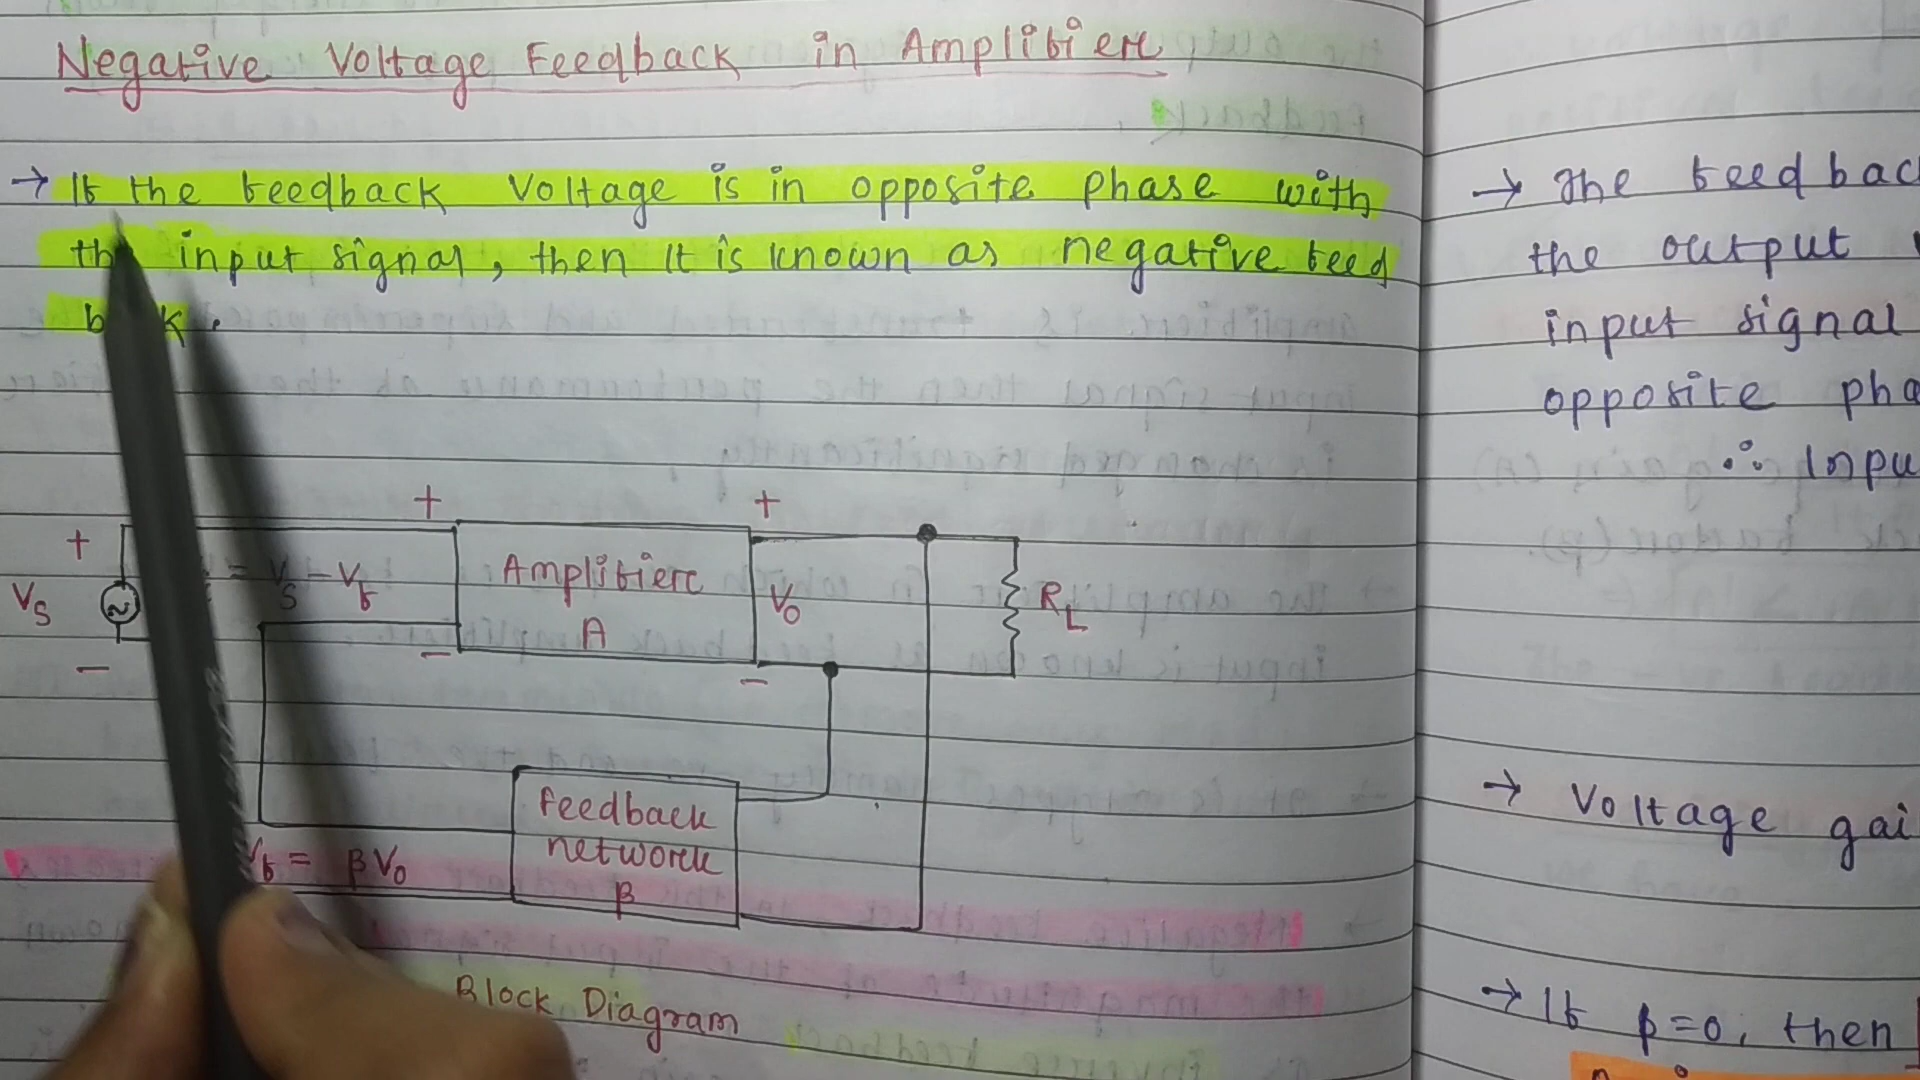 Negative Voltage Feedback in Amplifier
→ If the feedback Voltage is in opposite phase with
the input signal, then It is known as negative feed
back.
+
+
+
Vs
= Vs - Vf
Amplifier
A
Vo
RL
-
-
-
Feedback
network
β
Vf = βVo
Block Diagram
→ The feedbac
the output
input signal
opposite pha
∴ Inpu
→ Voltage gai
→ If β=0, then